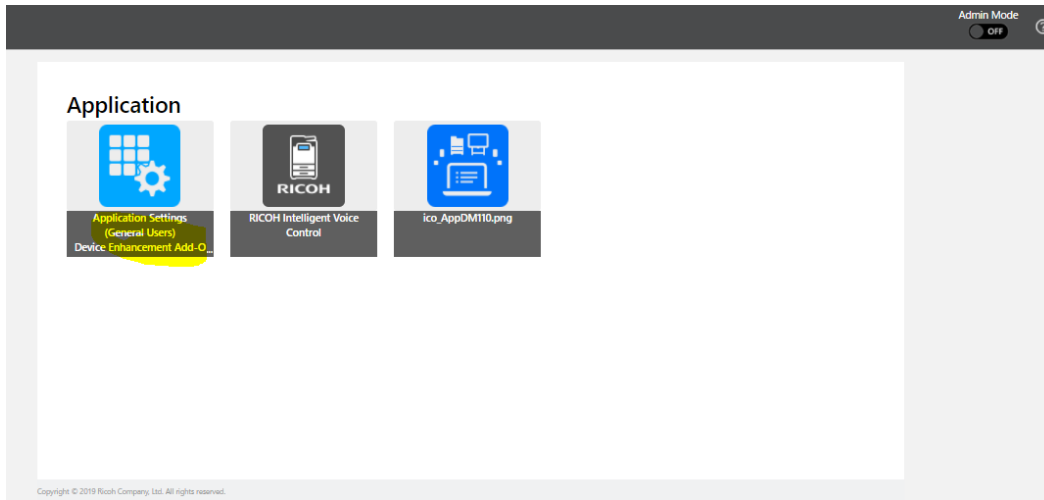 Admin Mode
OFF
Application
RICOH
Application Settings
(General Users)
Device Enhancement Add-O...
RICOH Intelligent Voice
Control
ico_AppDM110.png
Copyright © 2019 Ricoh Company, Ltd. All rights reserved.